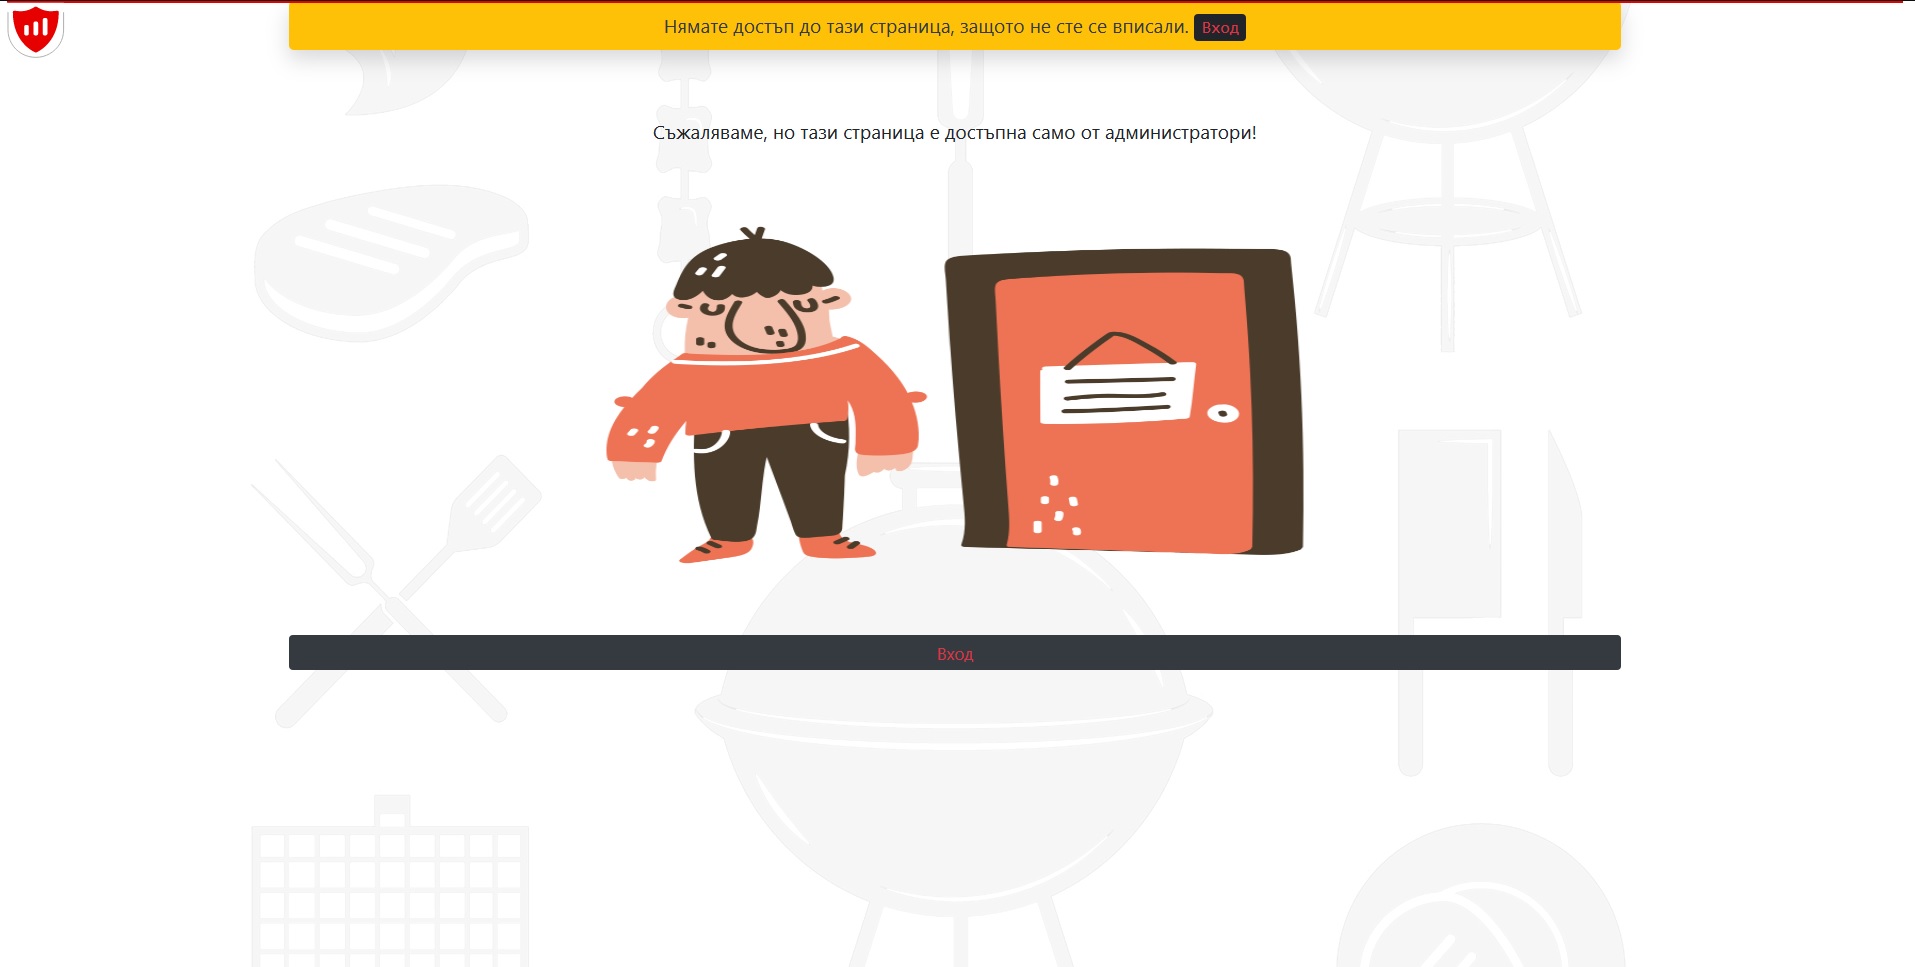 Нямате достъп до тази страница, защото не сте се вписали. Вход
Съжаляваме, но тази страница е достъпна само от администратори!
Вход